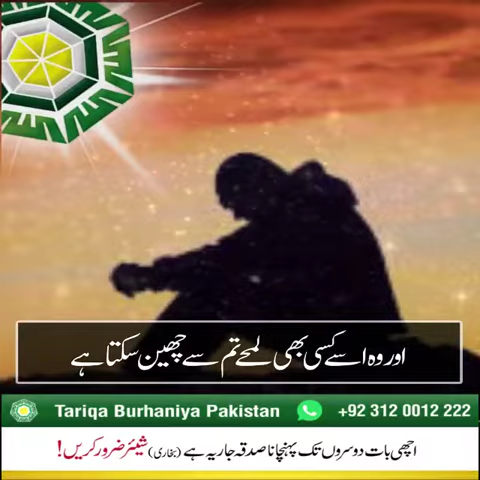 اور وہ اسے کسی بھی لمحے تم سے چھین سکتا ہے
Tariqa Burhaniya Pakistan +92 312 0012 222
اچھی بات دوسروں تک پہنچانا صدقہ جاریہ ہے (بخاری) شیئر ضرور کریں!